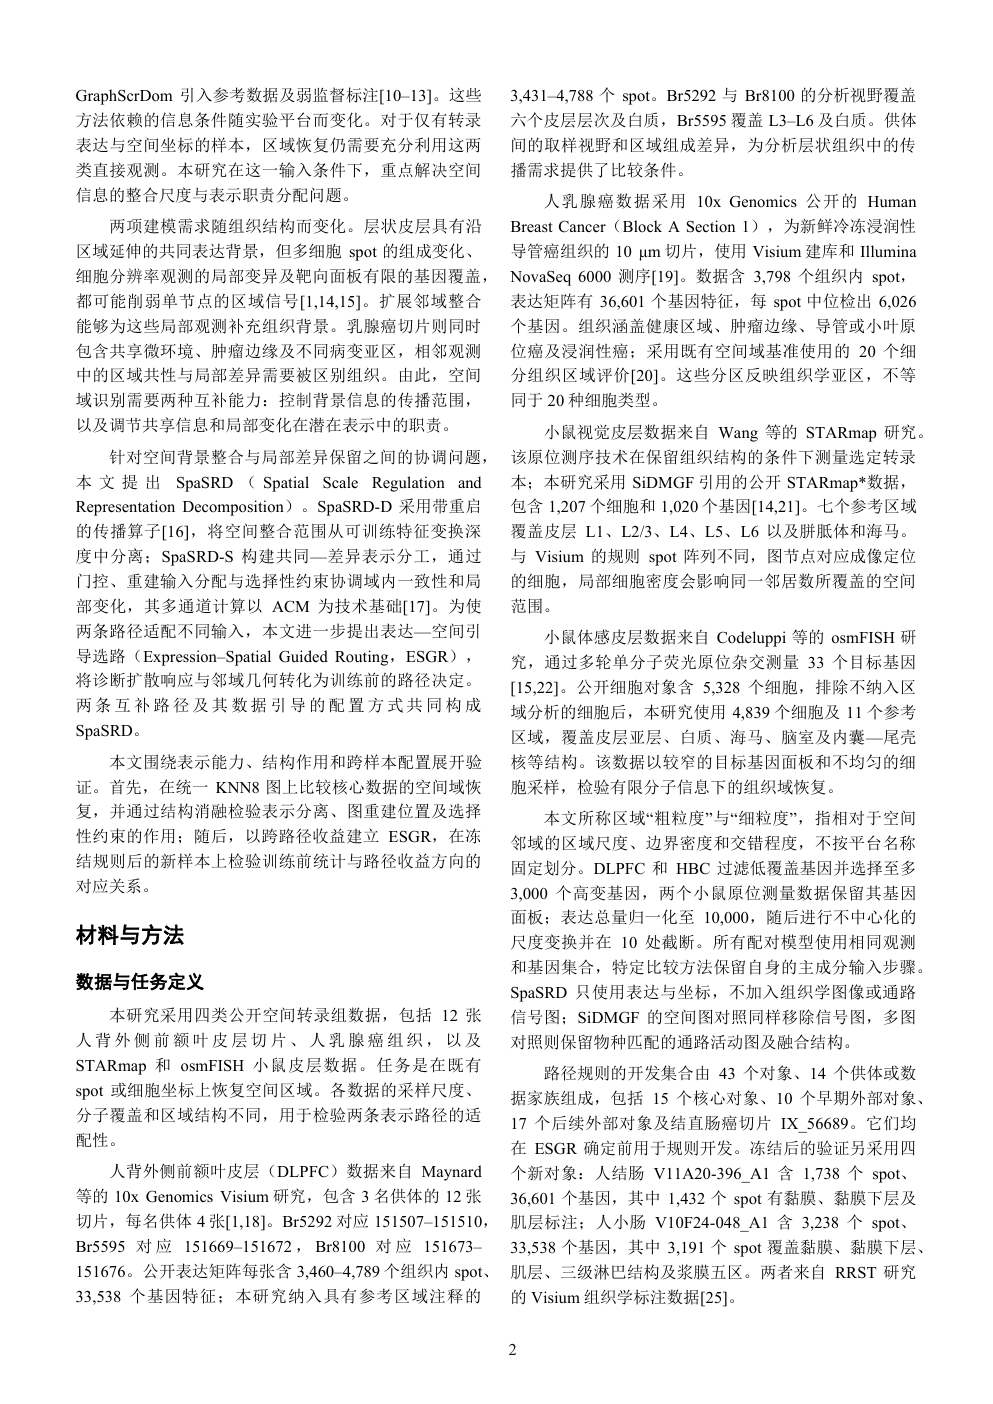 GraphScrDom 引入参考数据及弱监督标注[10–13]。这些
方法依赖的信息条件随实验平台而变化。对于仅有转录
表达与空间坐标的样本，区域恢复仍需要充分利用这两
类直接观测。本研究在这一输入条件下，重点解决空间
信息的整合尺度与表示职责分配问题。
两项建模需求随组织结构而变化。层状皮层具有沿
区域延伸的共同表达背景，但多细胞 spot 的组成变化、
细胞分辨率观测的局部变异及靶向面板有限的基因覆盖，
都可能削弱单节点的区域信号[1,14,15]。扩展邻域整合
能够为这些局部观测补充组织背景。乳腺癌切片则同时
包含共享微环境、肿瘤边缘及不同病变亚区，相邻观测
中的区域共性与局部差异需要被区别组织。由此，空间
域识别需要两种互补能力：控制背景信息的传播范围，
以及调节共享信息和局部变化在潜在表示中的职责。
针对空间背景整合与局部差异保留之间的协调问题，
本文提出 SpaSRD（Spatial Scale Regulation and
Representation Decomposition）。SpaSRD-D 采用带重启
的传播算子[16]，将空间整合范围从可训练特征变换深
度中分离；SpaSRD-S 构建共同—差异表示分工，通过
门控、重建输入分配与选择性约束协调域内一致性和局
部变化，其多通道计算以 ACM 为技术基础[17]。为使
两条路径适配不同输入，本文进一步提出表达—空间引
导选路（Expression–Spatial Guided Routing，ESGR），
将诊断扩散响应与邻域几何转化为训练前的路径决定。
两条互补路径及其数据引导的配置方式共同构成
SpaSRD。
本文围绕表示能力、结构作用和跨样本配置展开验
证。首先，在统一 KNN8 图上比较核心数据的空间域恢
复，并通过结构消融检验表示分离、图重建位置及选择
性约束的作用；随后，以跨路径收益建立 ESGR，在冻
结规则后的新样本上检验训练前统计与路径收益方向的
对应关系。
材料与方法
数据与任务定义
本研究采用四类公开空间转录组数据，包括 12 张
人背外侧前额叶皮层切片、人乳腺癌组织，以及
STARmap 和 osmFISH 小鼠皮层数据。任务是在既有
spot 或细胞坐标上恢复空间区域。各数据的采样尺度、
分子覆盖和区域结构不同，用于检验两条表示路径的适
配性。
人背外侧前额叶皮层（DLPFC）数据来自 Maynard
等的 10x Genomics Visium 研究，包含 3 名供体的 12 张
切片，每名供体 4 张[1,18]。Br5292 对应 151507–151510，
Br5595 对应 151669–151672，Br8100 对应 151673–
151676。公开表达矩阵每张含 3,460–4,789 个组织内 spot、
33,538 个基因特征；本研究纳入具有参考区域注释的
3,431–4,788 个 spot。Br5292 与 Br8100 的分析视野覆盖
六个皮层层次及白质，Br5595 覆盖 L3–L6 及白质。供体
间的取样视野和区域组成差异，为分析层状组织中的传
播需求提供了比较条件。
人乳腺癌数据采用 10x Genomics 公开的 Human
Breast Cancer（Block A Section 1），为新鲜冷冻浸润性
导管癌组织的 10 μm 切片，使用 Visium 建库和 Illumina
NovaSeq 6000 测序[19]。数据含 3,798 个组织内 spot，
表达矩阵有 36,601 个基因特征，每 spot 中位检出 6,026
个基因。组织涵盖健康区域、肿瘤边缘、导管或小叶原
位癌及浸润性癌；采用既有空间域基准使用的 20 个细
分组织区域评价[20]。这些分区反映组织学亚区，不等
同于 20 种细胞类型。
小鼠视觉皮层数据来自 Wang 等的 STARmap 研究。
该原位测序技术在保留组织结构的条件下测量选定转录
本；本研究采用 SiDMGF 引用的公开 STARmap*数据，
包含 1,207 个细胞和 1,020 个基因[14,21]。七个参考区域
覆盖皮层 L1、L2/3、L4、L5、L6 以及胼胝体和海马。
与 Visium 的规则 spot 阵列不同，图节点对应成像定位
的细胞，局部细胞密度会影响同一邻居数所覆盖的空间
范围。
小鼠体感皮层数据来自 Codeluppi 等的 osmFISH 研
究，通过多轮单分子荧光原位杂交测量 33 个目标基因
[15,22]。公开细胞对象含 5,328 个细胞，排除不纳入区
域分析的细胞后，本研究使用 4,839 个细胞及 11 个参考
区域，覆盖皮层亚层、白质、海马、脑室及内囊—尾壳
核等结构。该数据以较窄的目标基因面板和不均匀的细
胞采样，检验有限分子信息下的组织域恢复。
本文所称区域“粗粒度”与“细粒度”，指相对于空间
邻域的区域尺度、边界密度和交错程度，不按平台名称
固定划分。DLPFC 和 HBC 过滤低覆盖基因并选择至多
3,000 个高变基因，两个小鼠原位测量数据保留其基因
面板；表达总量归一化至 10,000，随后进行不中心化的
尺度变换并在 10 处截断。所有配对模型使用相同观测
和基因集合，特定比较方法保留自身的主成分输入步骤。
SpaSRD 只使用表达与坐标，不加入组织学图像或通路
信号图；SiDMGF 的空间图对照同样移除信号图，多图
对照则保留物种匹配的通路活动图及融合结构。
路径规则的开发集合由 43 个对象、14 个供体或数
据家族组成，包括 15 个核心对象、10 个早期外部对象、
17 个后续外部对象及结直肠癌切片 IX_56689。它们均
在 ESGR 确定前用于规则开发。冻结后的验证另采用四
个新对象：人结肠 V11A20-396_A1 含 1,738 个 spot、
36,601 个基因，其中 1,432 个 spot 有黏膜、黏膜下层及
肌层标注；人小肠 V10F24-048_A1 含 3,238 个 spot、
33,538 个基因，其中 3,191 个 spot 覆盖黏膜、黏膜下层、
肌层、三级淋巴结构及浆膜五区。两者来自 RRST 研究
的 Visium 组织学标注数据[25]。
2